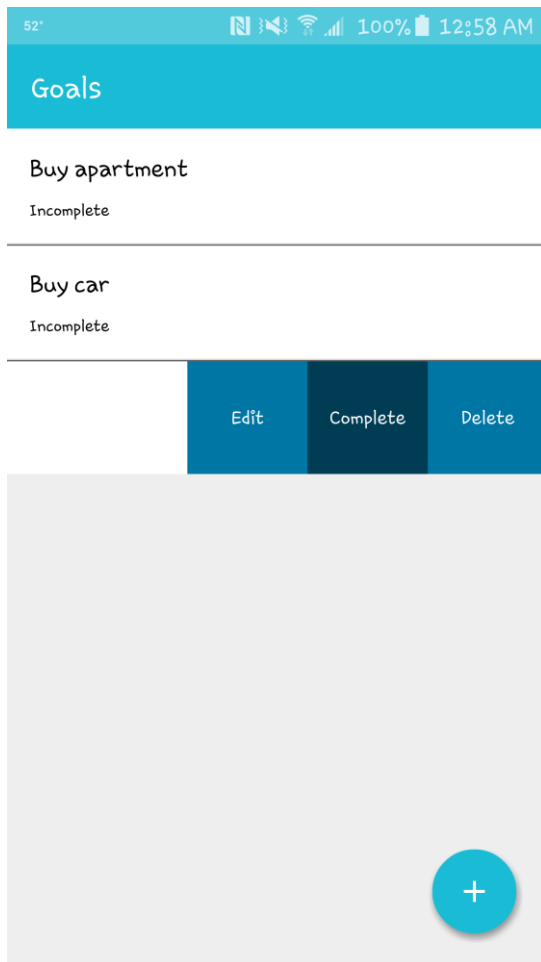 52°
100% 12:58 AM
Goals
Buy apartment
Incomplete
Buy car
Incomplete
Edit Complete Delete
+